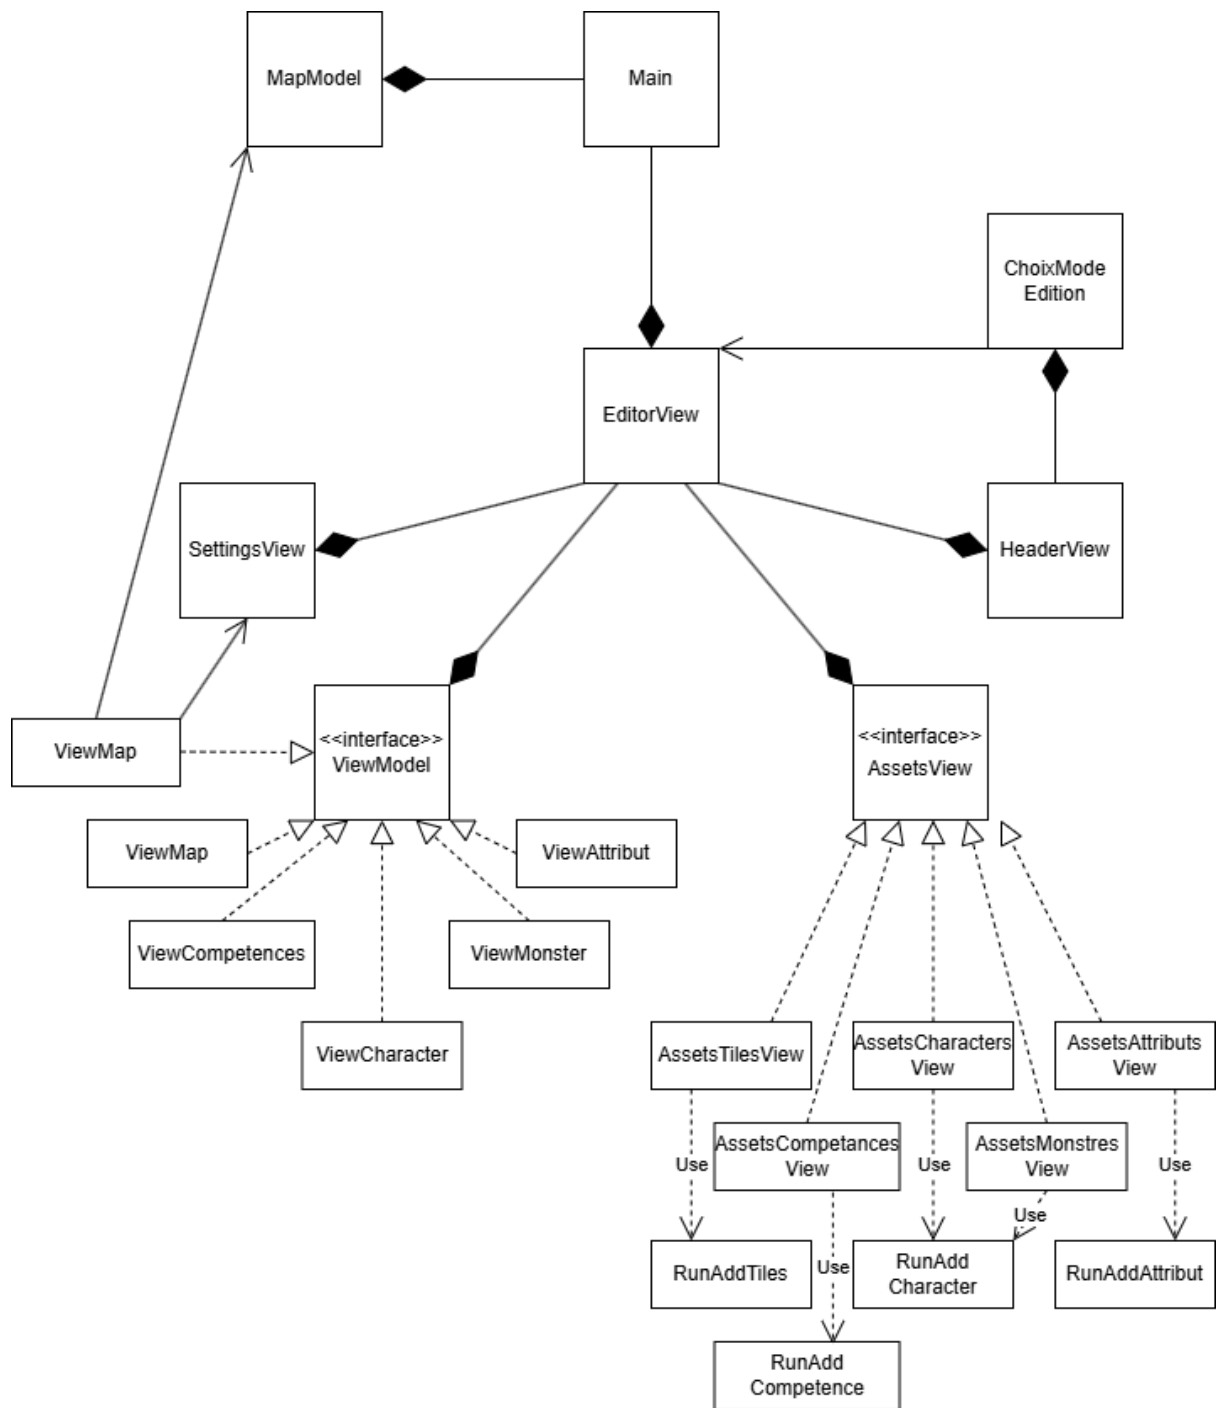 MapModel
Main
ChoixMode
Edition
EditorView
SettingsView
HeaderView
<<interface>>
ViewModel
<<interface>>
AssetsView
ViewMap
ViewMap
ViewAttribut
ViewCompetences
ViewMonster
ViewCharacter
AssetsTilesView
AssetsCharacters
View
AssetsAttributs
View
AssetsCompetances
View
AssetsMonstres
View
Use
Use
Use
Use
Use
RunAddTiles
RunAdd
Character
RunAddAttribut
RunAdd
Competence